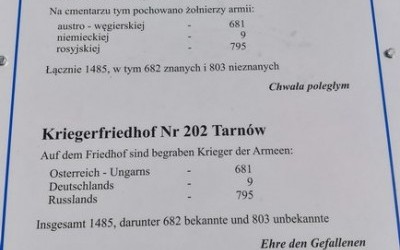 Na cmentarzu tym pochowano żołnierzy armii:
austro - węgierskiej - 681
niemieckiej - 9
rosyjskiej - 795
Łącznie 1485, w tym 682 znanych i 803 nieznanych
Chwała poległym
Kriegerfriedhof Nr 202 Tarnów
Auf dem Friedhof sind begraben Krieger der Armeen:
Osterreich - Ungarns - 681
Deutschlands - 9
Russlands - 795
Insgesamt 1485, darunter 682 bekannte und 803 unbekannte
Ehre den Gefallenen